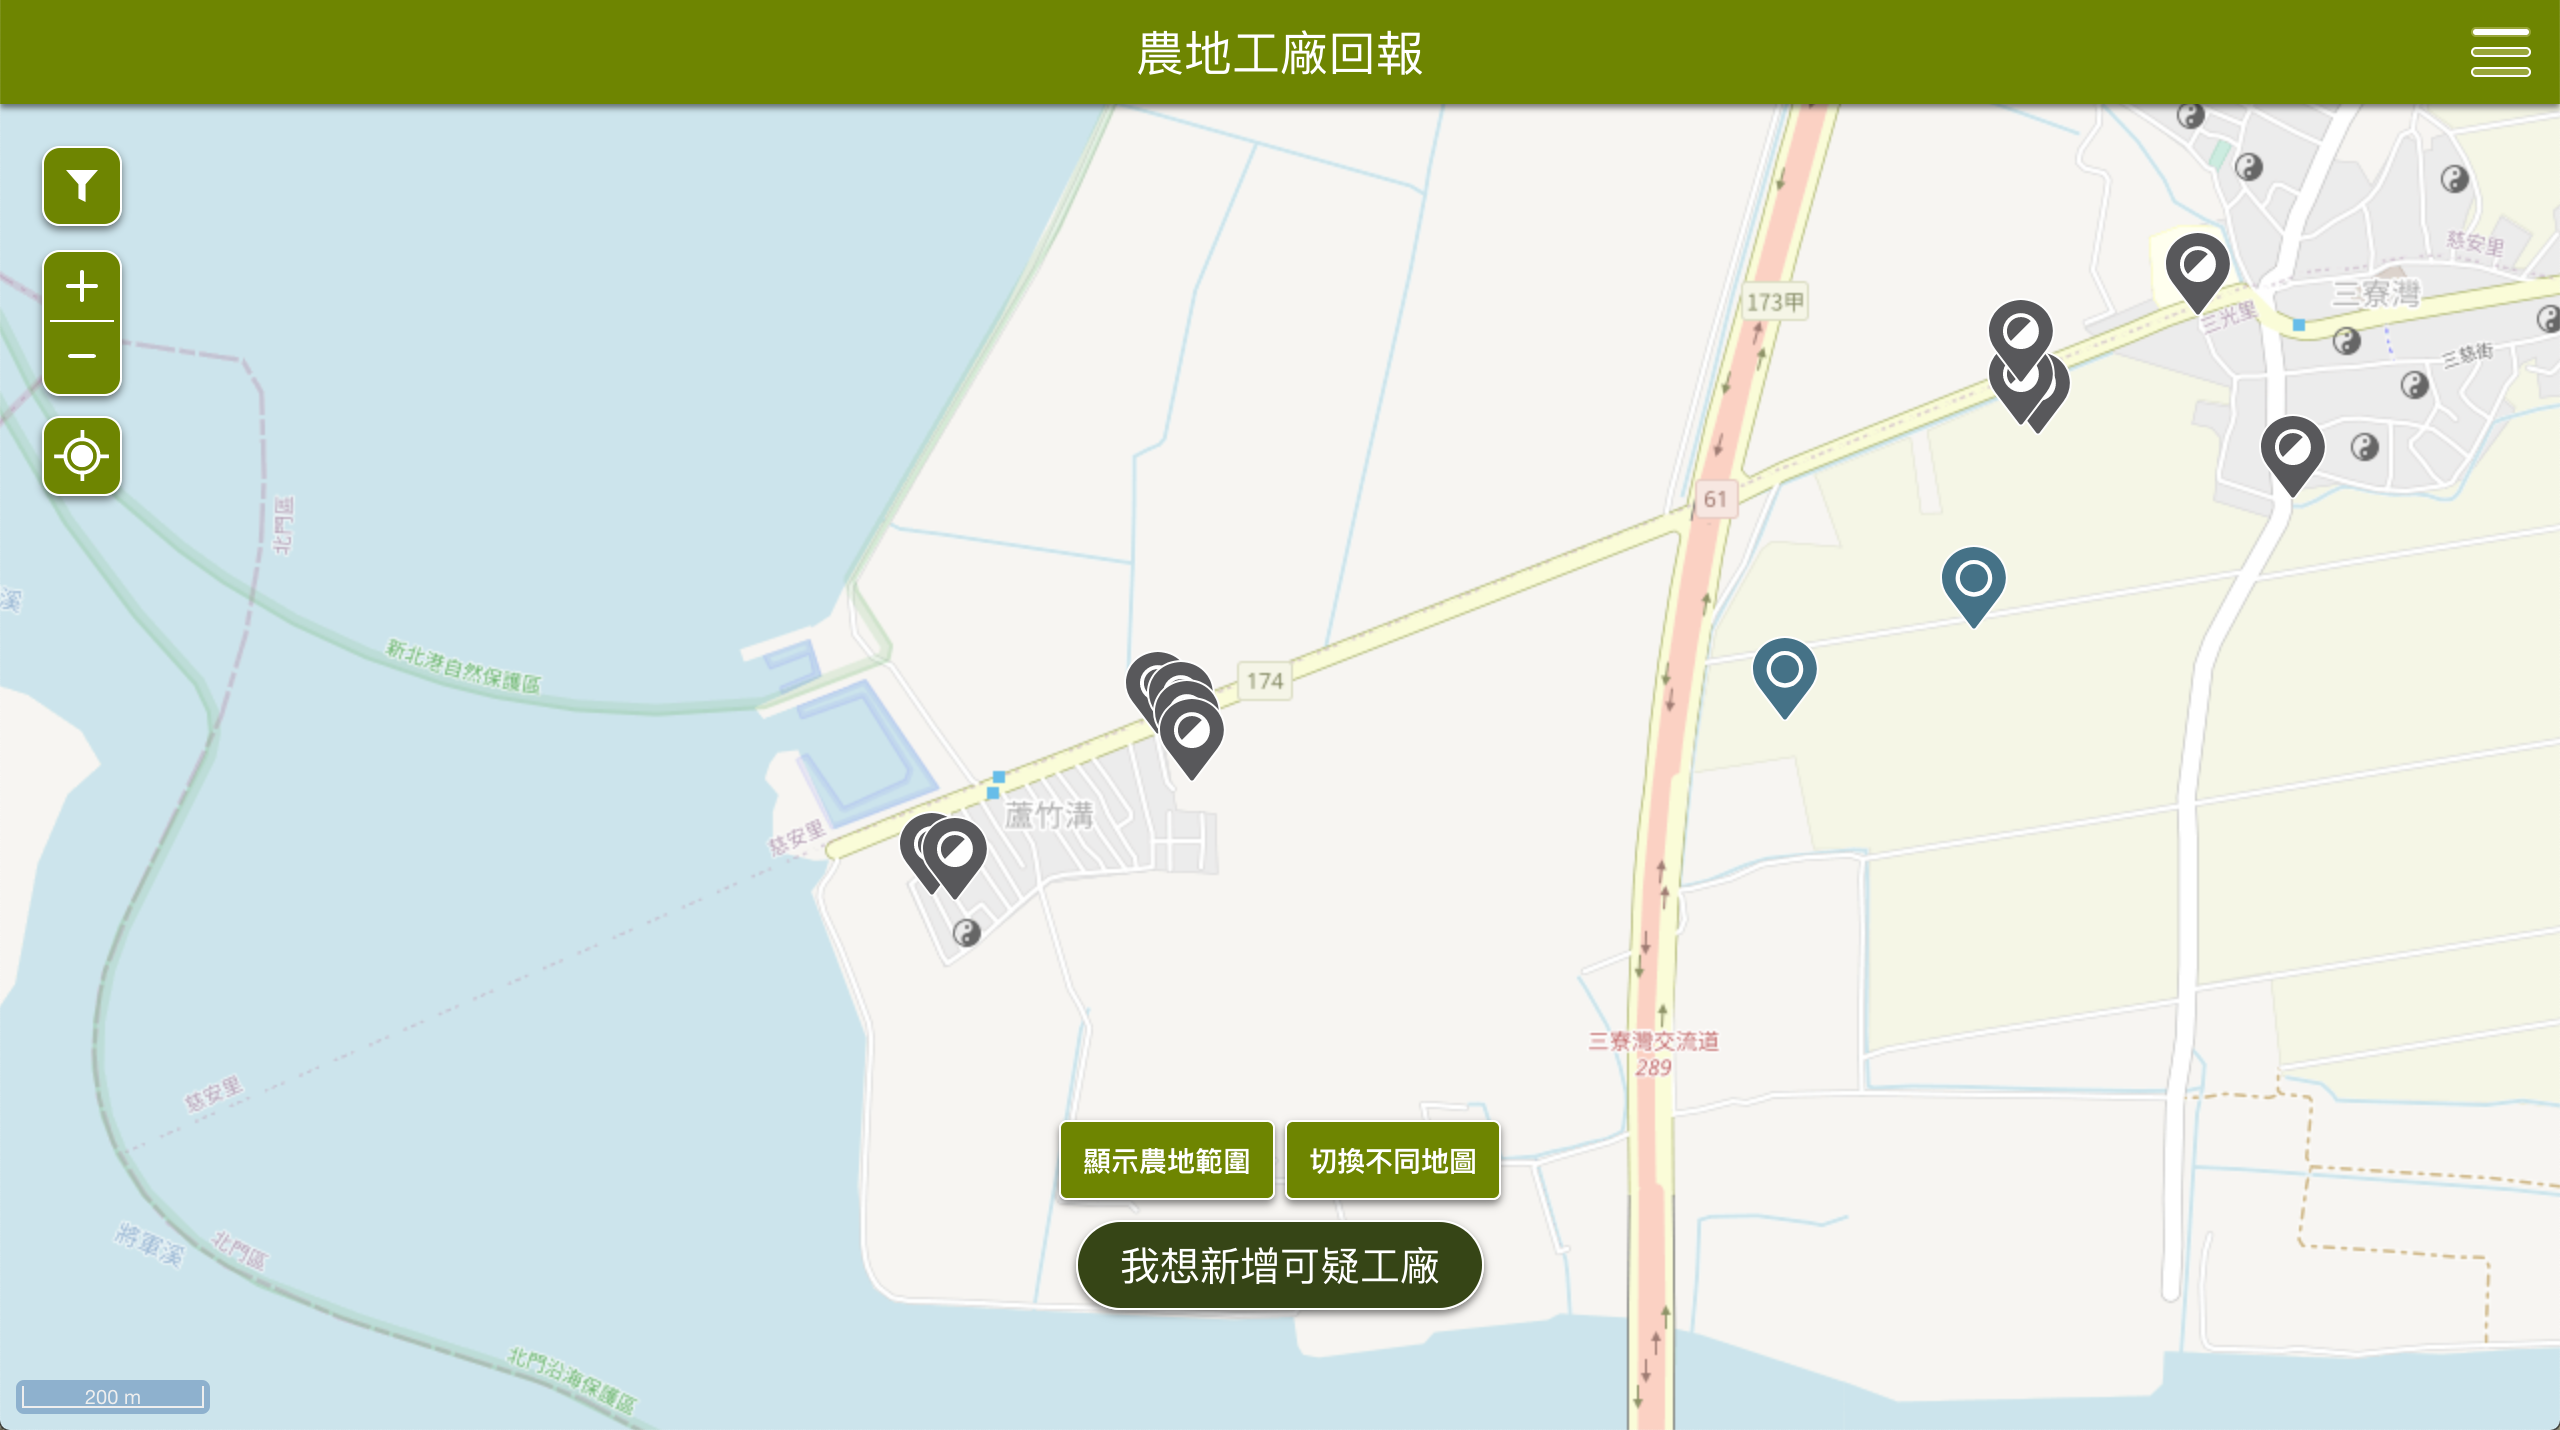 農地工廠回報
慈安里
三寮灣
173甲
三光里
三慈街
61
北門區
溪
新北港自然保護區
174
蘆竹溝
慈安里
三寮灣交流道
289
慈安里
顯示農地範圍
切換不同地圖
將軍溪
北門區
我想新增可疑工廠
北門沿海保護區
200 m